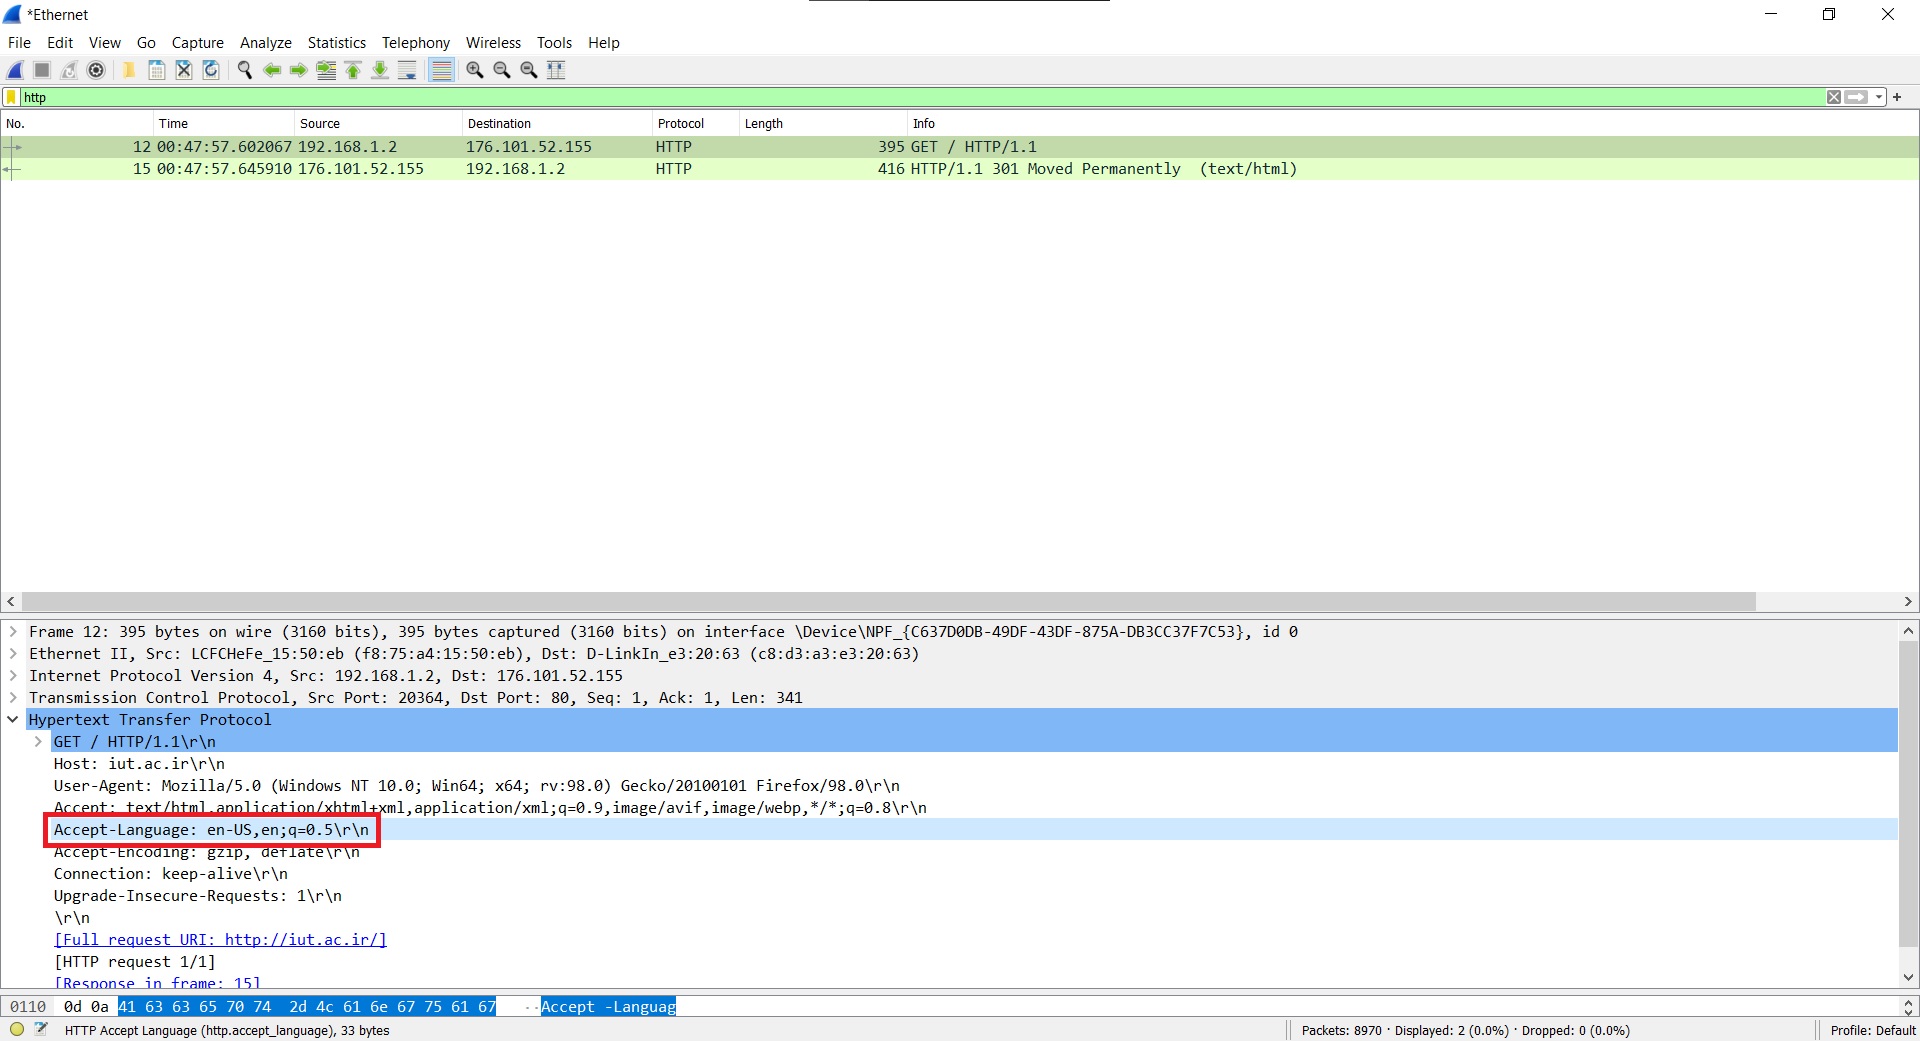 *Ethernet
File Edit View Go Capture Analyze Statistics Telephony Wireless Tools Help
http
No. Time Source Destination Protocol Length Info
12 00:47:57.602067 192.168.1.2 176.101.52.155 HTTP 395 GET / HTTP/1.1
15 00:47:57.645910 176.101.52.155 192.168.1.2 HTTP 416 HTTP/1.1 301 Moved Permanently (text/html)
Frame 12: 395 bytes on wire (3160 bits), 395 bytes captured (3160 bits) on interface \Device\NPF_{C637D0DB-49DF-43DF-875A-DB3CC37F7C53}, id 0
Ethernet II, Src: LCFCHeFe_15:50:eb (f8:75:a4:15:50:eb), Dst: D-LinkIn_e3:20:63 (c8:d3:a3:e3:20:63)
Internet Protocol Version 4, Src: 192.168.1.2, Dst: 176.101.52.155
Transmission Control Protocol, Src Port: 20364, Dst Port: 80, Seq: 1, Ack: 1, Len: 341
Hypertext Transfer Protocol
GET / HTTP/1.1\r\n
Host: iut.ac.ir\r\n
User-Agent: Mozilla/5.0 (Windows NT 10.0; Win64; x64; rv:98.0) Gecko/20100101 Firefox/98.0\r\n
Accept: text/html,application/xhtml+xml,application/xml;q=0.9,image/avif,image/webp,*/*;q=0.8\r\n
Accept-Language: en-US,en;q=0.5\r\n
Accept-Encoding: gzip, deflate\r\n
Connection: keep-alive\r\n
Upgrade-Insecure-Requests: 1\r\n
\r\n
[Full request URI: http://iut.ac.ir/]
[HTTP request 1/1]
[Response in frame: 15]
0110 0d 0a 41 63 63 65 70 74 2d 4c 61 6e 67 75 61 67 ··Accept -Languag
HTTP Accept Language (http.accept_language), 33 bytes Packets: 8970 · Displayed: 2 (0.0%) · Dropped: 0 (0.0%) Profile: Default